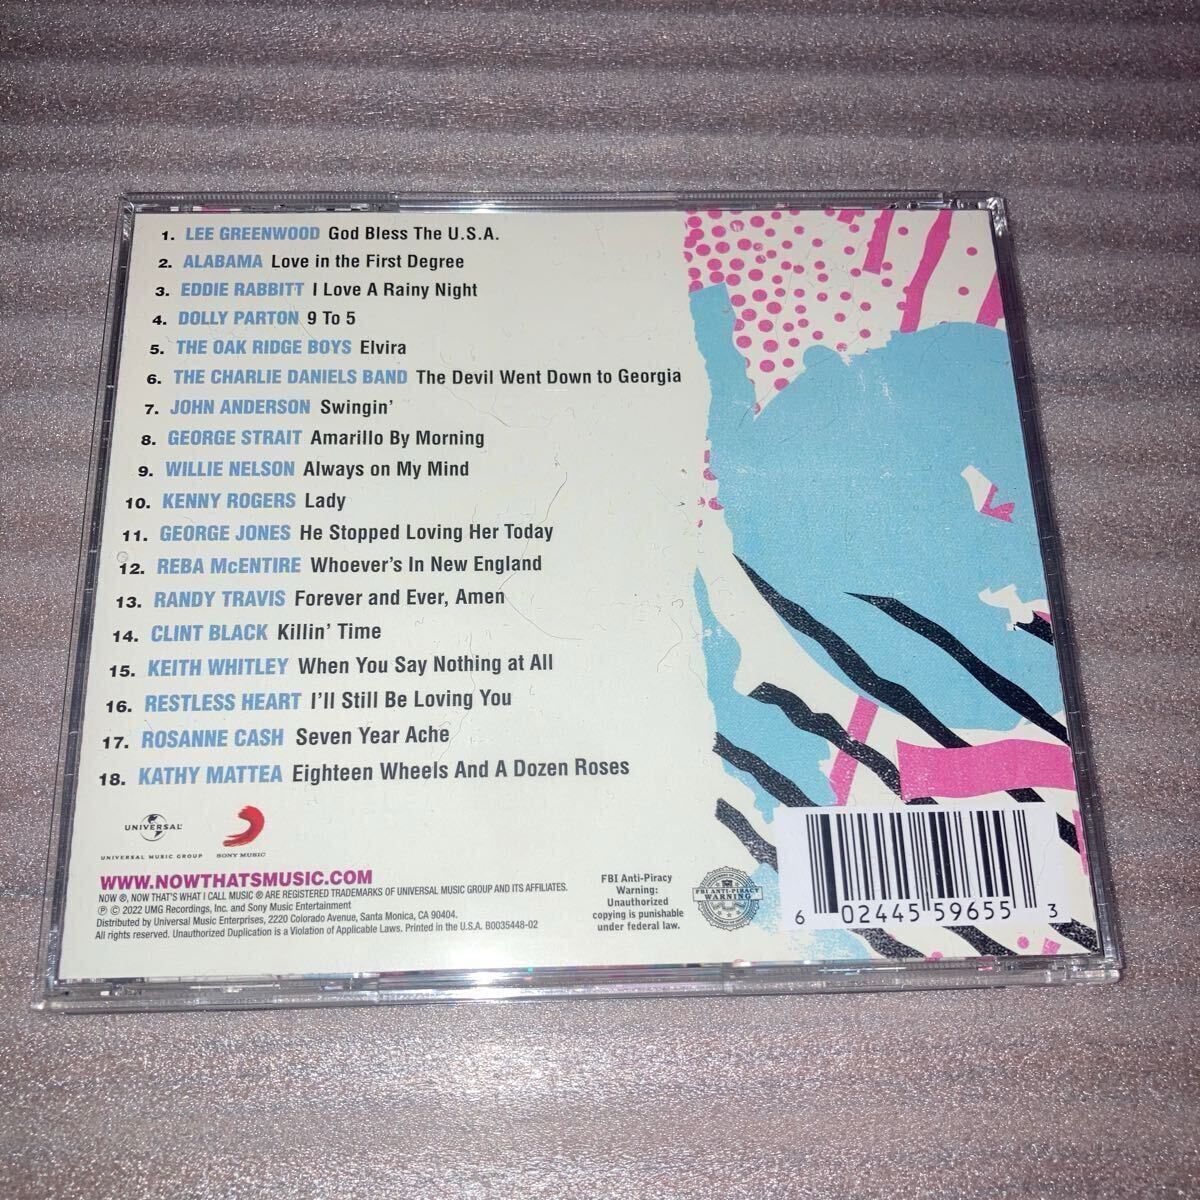 1. LEE GREENWOOD God Bless The U.S.A.
2. ALABAMA Love in the First Degree
3. EDDIE RABBITT I Love A Rainy Night
4. DOLLY PARTON 9 To 5
5. THE OAK RIDGE BOYS Elvira
6. THE CHARLIE DANIELS BAND The Devil Went Down to Georgia
7. JOHN ANDERSON Swingin'
8. GEORGE STRAIT Amarillo By Morning
9. WILLIE NELSON Always on My Mind
10. KENNY ROGERS Lady
11. GEORGE JONES He Stopped Loving Her Today
12. REBA McENTIRE Whoever's In New England
13. RANDY TRAVIS Forever and Ever, Amen
14. CLINT BLACK Killin' Time
15. KEITH WHITLEY When You Say Nothing at All
16. RESTLESS HEART I'll Still Be Loving You
17. ROSANNE CASH Seven Year Ache
18. KATHY MATTEA Eighteen Wheels And A Dozen Roses
UNIVERSAL
UNIVERSAL MUSIC GROUP
SONY MUSIC
WWW.NOWTHATSMUSIC.COM
NOW ®, NOW THAT'S WHAT I CALL MUSIC ® ARE REGISTERED TRADEMARKS OF UNIVERSAL MUSIC GROUP AND ITS AFFILIATES.
℗ © 2022 UMG Recordings, Inc. and Sony Music Entertainment
Distributed by Universal Music Enterprises, 2220 Colorado Avenue, Santa Monica, CA 90404.
All rights reserved. Unauthorized Duplication is a Violation of Applicable Laws. Printed in the U.S.A. B0035448-02
FBI Anti-Piracy
Warning:
Unauthorized
copying is punishable
under federal law.
FBI ANTI-PIRACY
WARNING
6 02445 59655 3